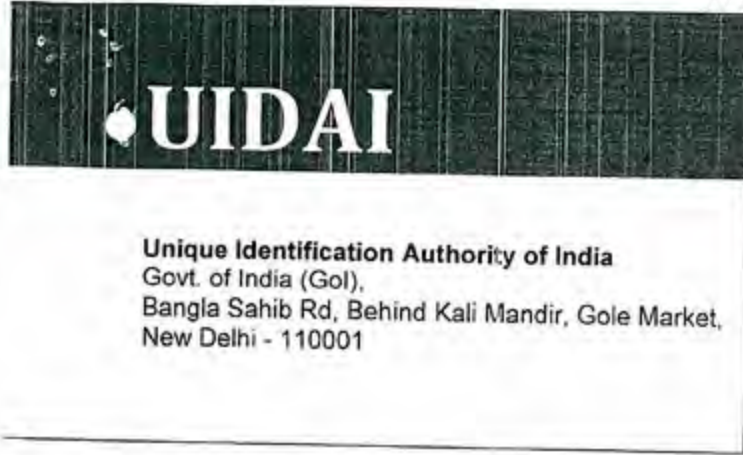 UIDAI
Unique Identification Authority of India
Govt. of India (GoI),
Bangla Sahib Rd, Behind Kali Mandir, Gole Market,
New Delhi - 110001